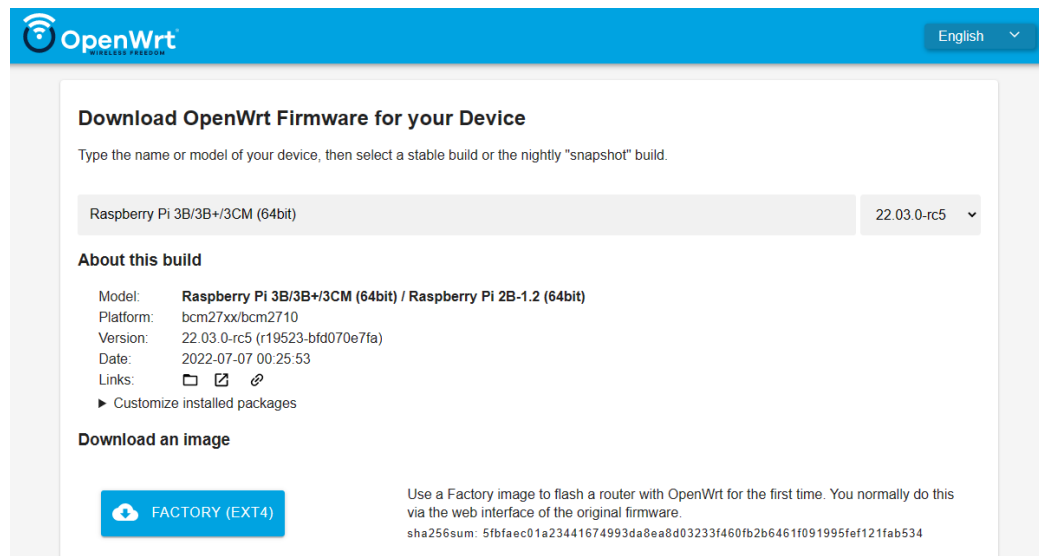 OpenWrt
WIRELESS FREEDOM
English
Download OpenWrt Firmware for your Device
Type the name or model of your device, then select a stable build or the nightly "snapshot" build.
Raspberry Pi 3B/3B+/3CM (64bit)
22.03.0-rc5
About this build
Model: Raspberry Pi 3B/3B+/3CM (64bit) / Raspberry Pi 2B-1.2 (64bit)
Platform: bcm27xx/bcm2710
Version: 22.03.0-rc5 (r19523-bfd070e7fa)
Date: 2022-07-07 00:25:53
Links:
Customize installed packages
Download an image
FACTORY (EXT4)
Use a Factory image to flash a router with OpenWrt for the first time. You normally do this
via the web interface of the original firmware.
sha256sum: 5fbfaec01a23441674993da8ea8d03233f460fb2b6461f091995fef121fab534